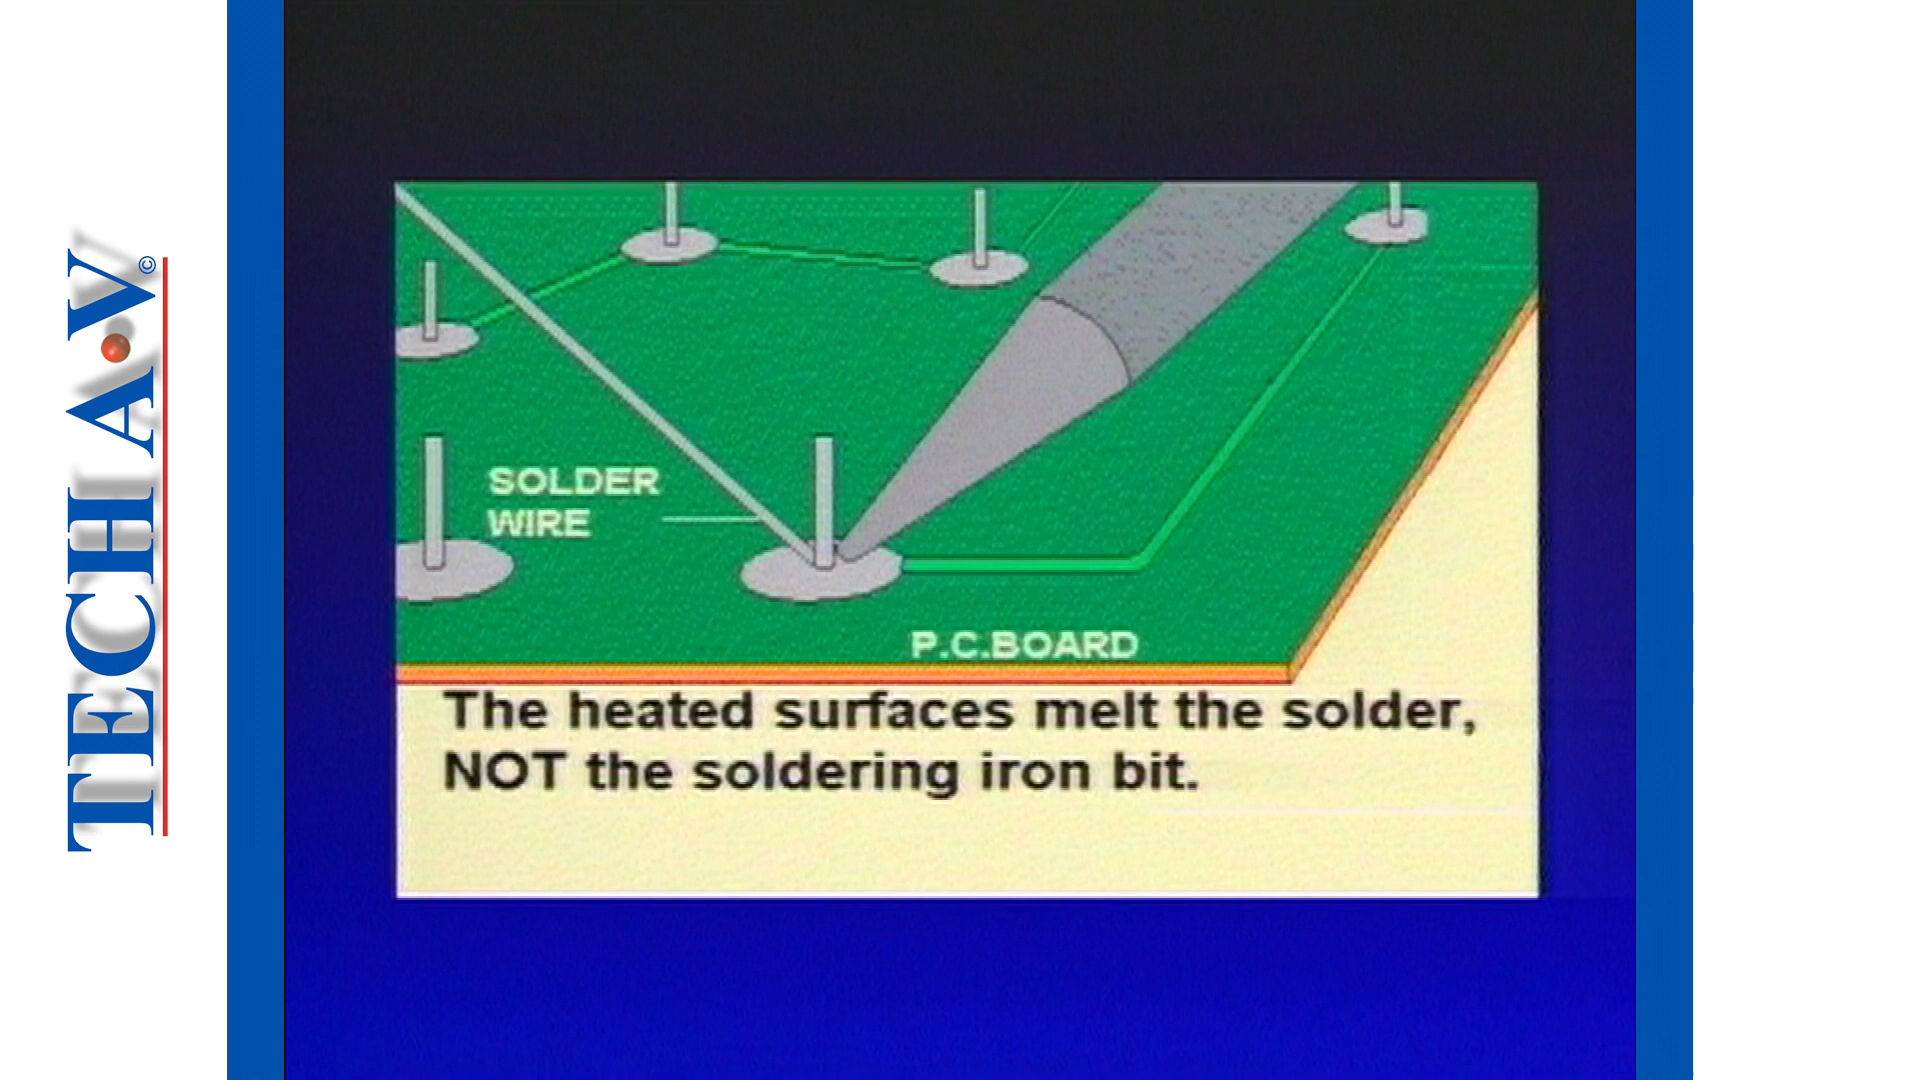 TECH A.V
©
SOLDER
WIRE
P.C.BOARD
The heated surfaces melt the solder,
NOT the soldering iron bit.